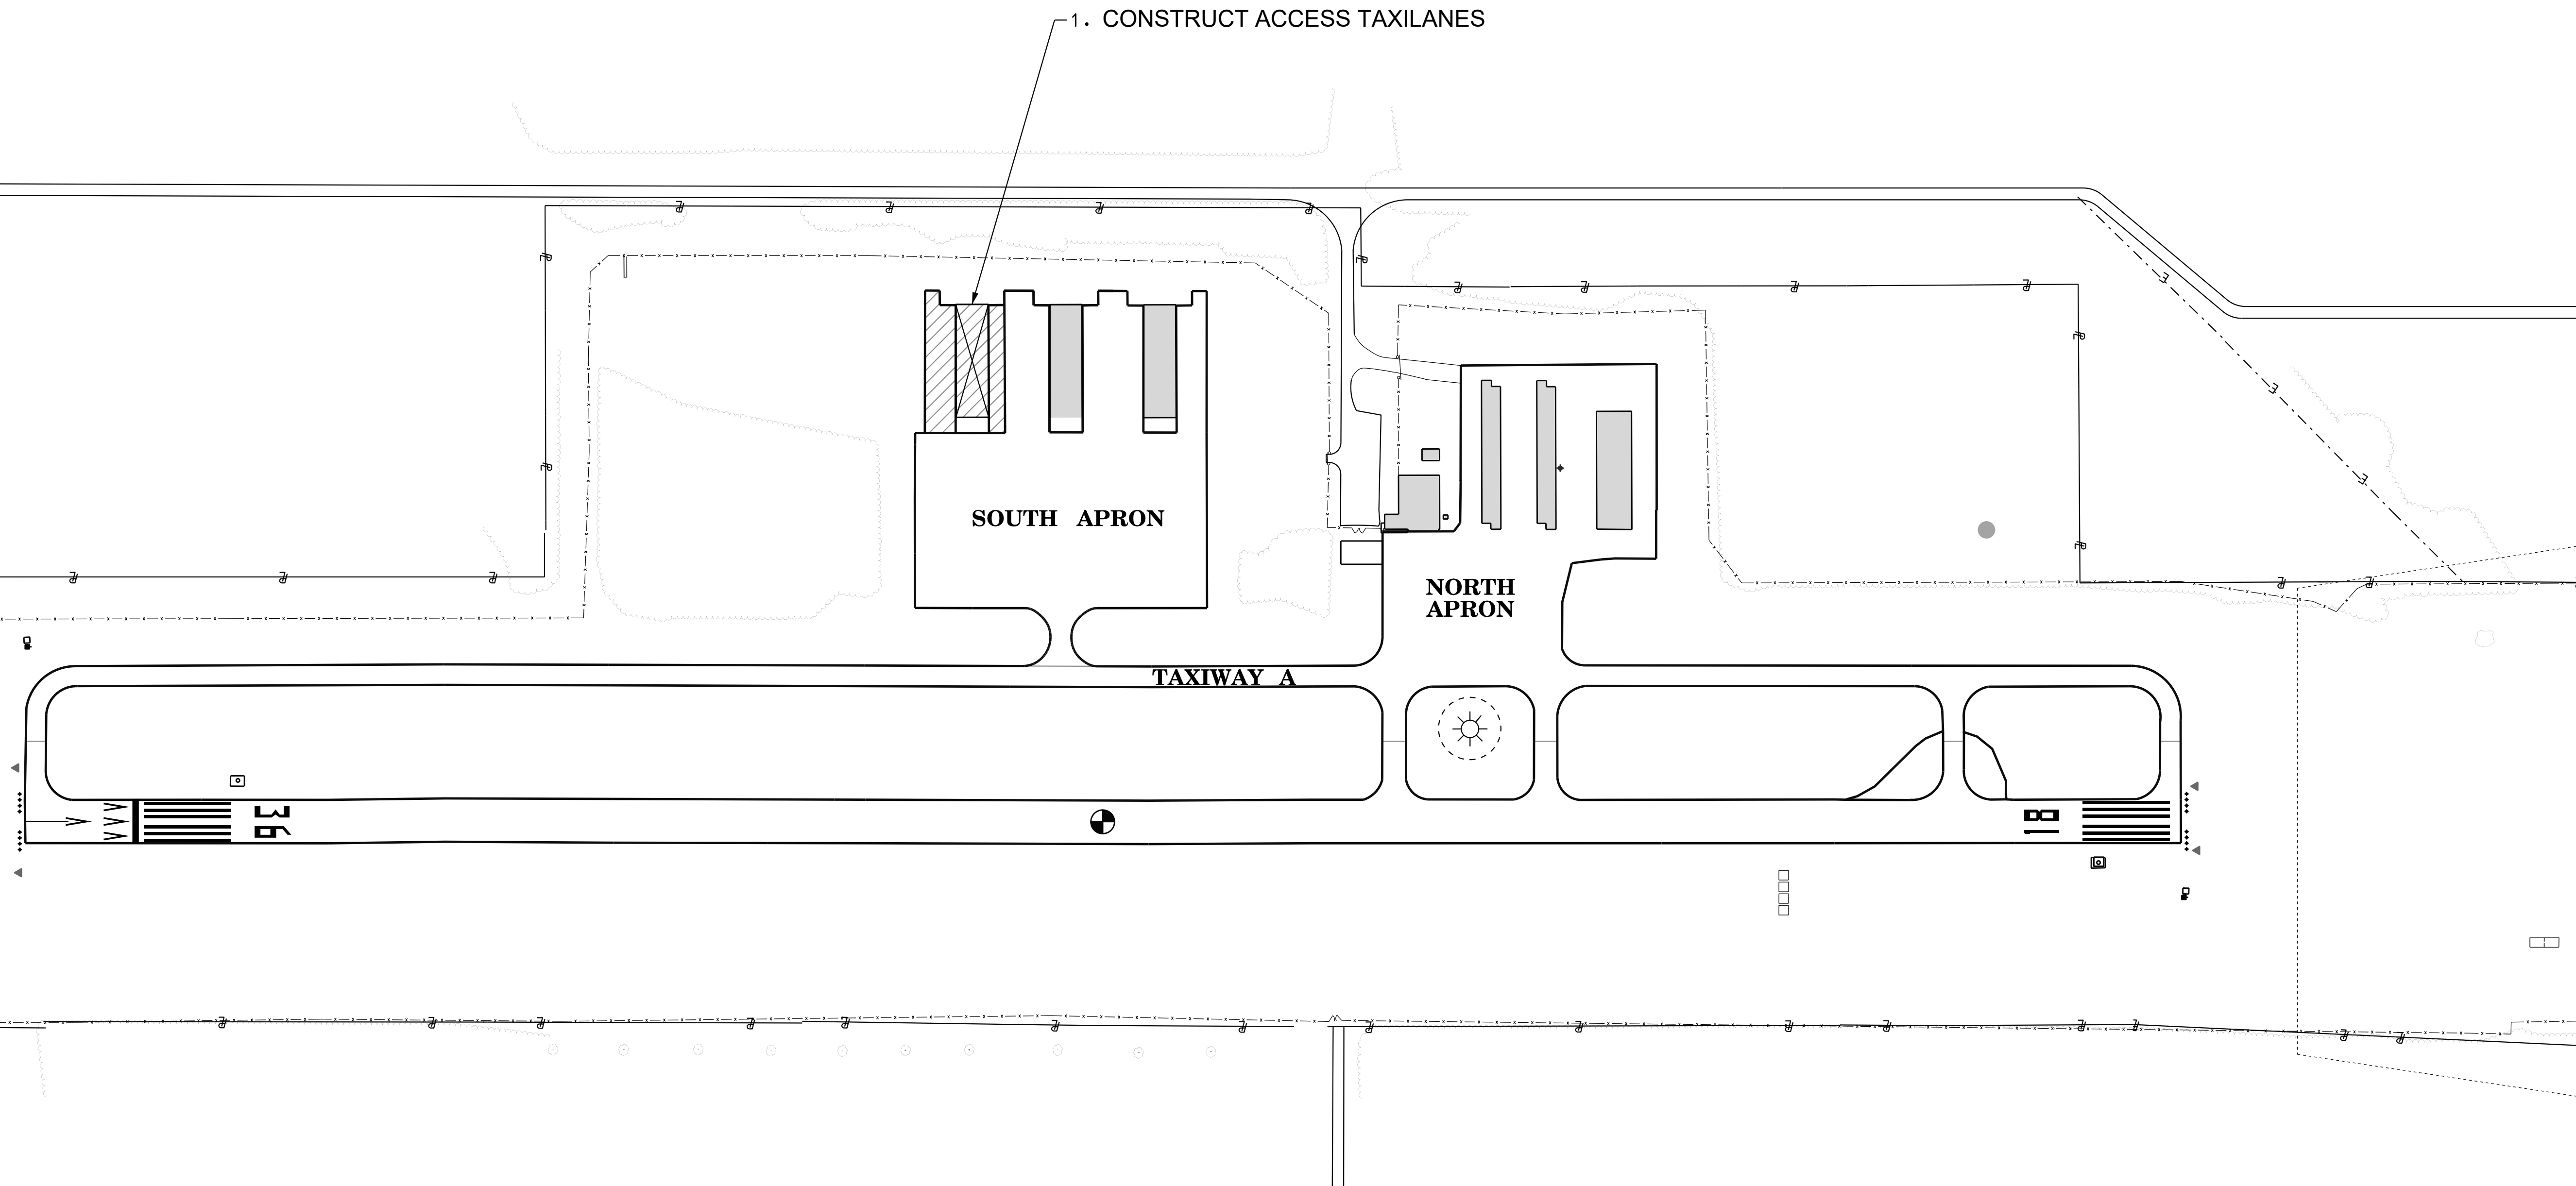 1. CONSTRUCT ACCESS TAXILANES
SOUTH APRON
NORTH
APRON
TAXIWAY A
36
18